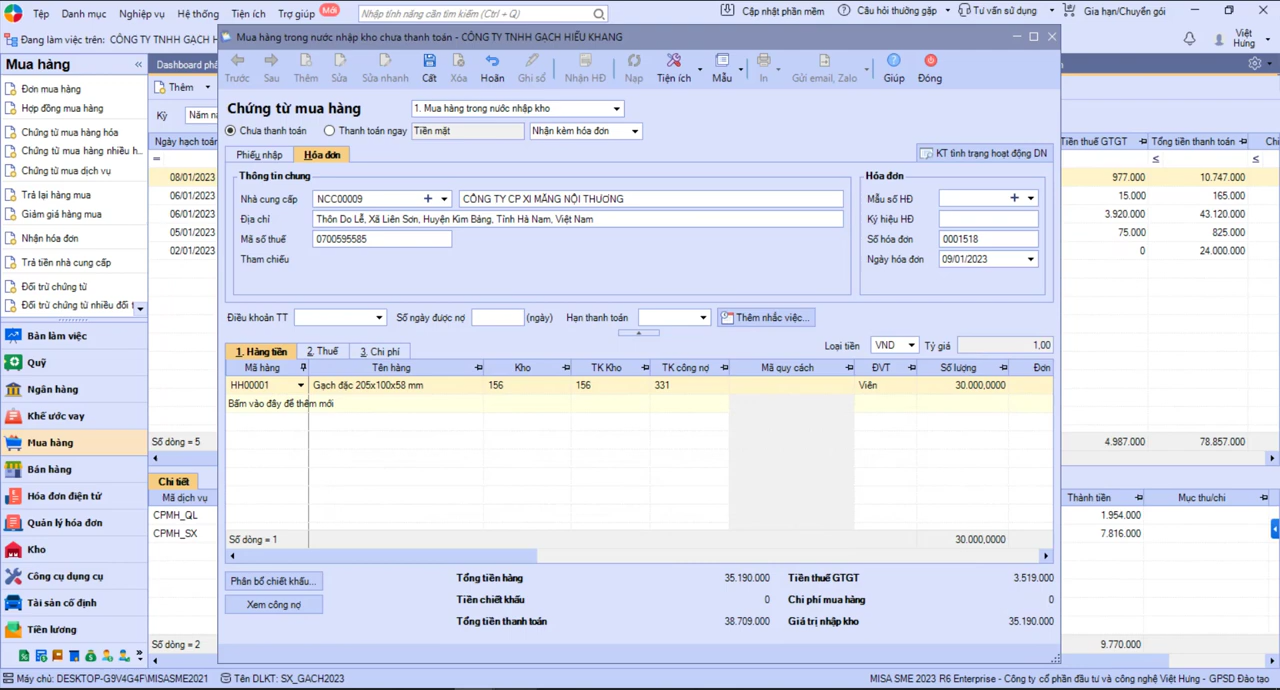 Tệp Danh mục Nghiệp vụ Hệ thống Tiện ích Trợ giúp Mới Nhập tính năng cần tìm kiếm (Ctrl + Q) Cập nhật phần mềm Câu hỏi thường gặp Tư vấn sử dụng Gia hạn/Chuyển gói
Đang làm việc trên: CÔNG TY TNHH GẠCH H
Việt Hưng
Mua hàng «
Dashboard ph
Thêm
Kỳ Năm n
Ngày hạch toán
=
08/01/2023
06/01/2023
06/01/2023
05/01/2023
02/01/2023
Số dòng = 5
Chi tiết
Mã dịch vụ
CPMH_QL
CPMH_SX
Số dòng = 2
Đơn mua hàng
Hợp đồng mua hàng
Chứng từ mua hàng hóa
Chứng từ mua hàng nhiều h
Chứng từ mua dịch vụ
Trả lại hàng mua
Giảm giá hàng mua
Nhận hóa đơn
Trả tiền nhà cung cấp
Đối trừ chứng từ
Đối trừ chứng từ nhiều đối t
Bàn làm việc
Quỹ
Ngân hàng
Khế ước vay
Mua hàng
Bán hàng
Hóa đơn điện tử
Quản lý hóa đơn
Kho
Công cụ dụng cụ
Tài sản cố định
Tiền lương
Mua hàng trong nước nhập kho chưa thanh toán - CÔNG TY TNHH GẠCH HIẾU KHANG
Trước Sau Thêm Sửa Sửa nhanh Cất Xóa Hoãn Ghi sổ Nhận HĐ Nạp Tiện ích Mẫu In Gửi email, Zalo Giúp Đóng
Chứng từ mua hàng 1. Mua hàng trong nước nhập kho
Chưa thanh toán Thanh toán ngay Tiền mặt Nhận kèm hóa đơn
Phiếu nhập Hóa đơn KT tình trạng hoạt động DN
Thông tin chung
Nhà cung cấp NCC00009 CÔNG TY CP XI MĂNG NỘI THƯƠNG
Địa chỉ Thôn Do Lễ, Xã Liên Sơn, Huyện Kim Bảng, Tỉnh Hà Nam, Việt Nam
Mã số thuế 0700595585
Tham chiếu
Hóa đơn
Mẫu số HĐ
Ký hiệu HĐ
Số hóa đơn 0001518
Ngày hóa đơn 09/01/2023
Điều khoản TT Số ngày được nợ (ngày) Hạn thanh toán Thêm nhắc việc...
Loại tiền VND Tỷ giá 1,00
1. Hàng tiền 2. Thuế 3. Chi phí
Mã hàng Tên hàng Kho TK Kho TK công nợ Mã quy cách ĐVT Số lượng Đơn
HH00001 Gạch đặc 205x100x58 mm 156 156 331 Viên 30.000,0000
Bấm vào đây để thêm mới
Số dòng = 1 30.000,0000
Phân bổ chiết khấu...
Xem công nợ
Tổng tiền hàng 35.190.000 Tiền thuế GTGT 3.519.000
Tiền chiết khấu 0 Chi phí mua hàng 0
Tổng tiền thanh toán 38.709.000 Giá trị nhập kho 35.190.000
Tiền thuế GTGT Tổng tiền thanh toán Chi
≤ ≤
977.000 10.747.000
15.000 165.000
3.920.000 43.120.000
75.000 825.000
0 24.000.000
4.987.000 78.857.000
Thành tiền Mục thu/chi
1.954.000
7.816.000
9.770.000
Máy chủ: DESKTOP-G9V4G4F\MISASME2021 Tên DLKT: SX_GACH2023 MISA SME 2023 R6 Enterprise - Công ty cổ phần đầu tư và công nghệ Việt Hưng - GPSD Đào tạo